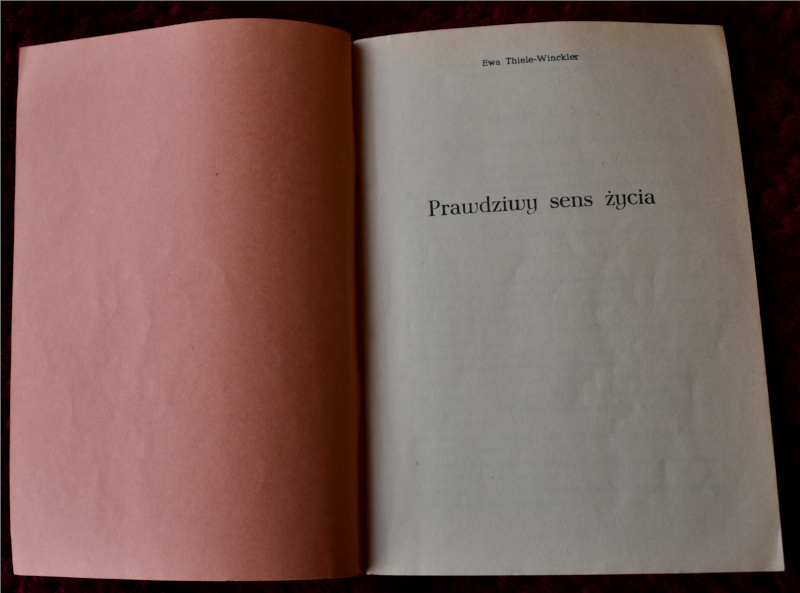 Ewa Thiele-Winckler
Prawdziwy sens życia